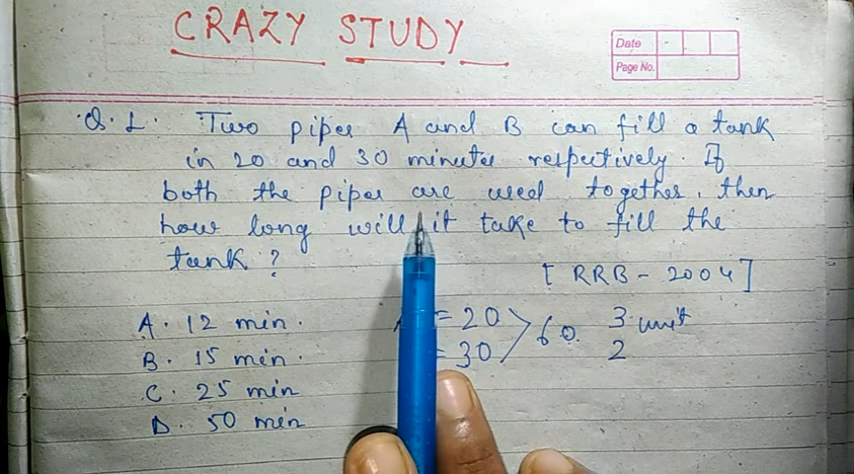 CRAZY STUDY
Date
Page No.
Q. 1. Two pipes A and B can fill a tank
in 20 and 30 minutes respectively. If
both the pipes are used together, then
how long will it take to fill the
tank?
[RRB - 2004]
A. 12 min.
B. 15 min.
C. 25 min
D. 50 min
= 20 > 60 3 unit
= 30 2